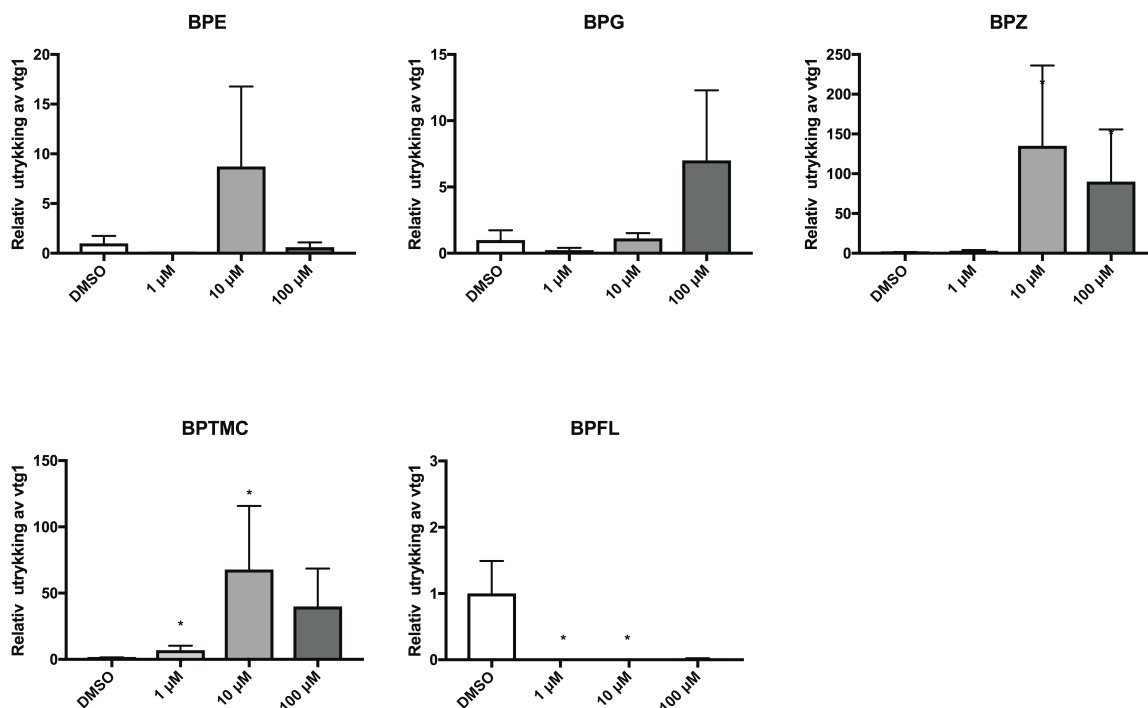 BPE
Relativ utrykking av vtg1
20
15
10
5
0
DMSO
1 µM
10 µM
100 µM
BPG
Relativ utrykking av vtg1
15
10
5
0
DMSO
1 µM
10 µM
100 µM
BPZ
Relativ utrykking av vtg1
250
200
150
100
50
0
*
*
DMSO
1 µM
10 µM
100 µM
BPTMC
Relativ utrykking av vtg1
150
100
50
0
*
*
DMSO
1 µM
10 µM
100 µM
BPFL
Relativ utrykking av vtg1
3
2
1
0
* *
DMSO
1 µM
10 µM
100 µM